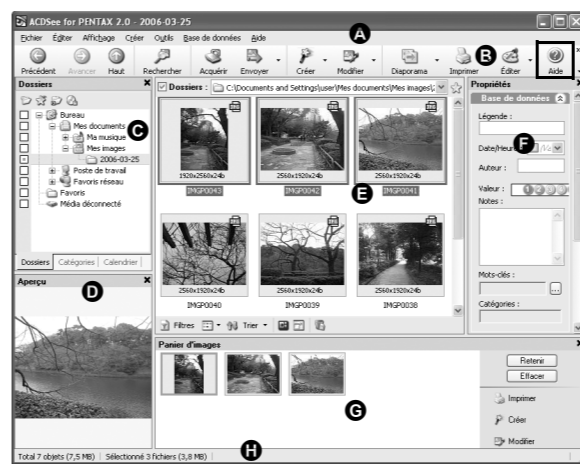 ACDSee for PENTAX 2.0 - 2006-03-25
Fichier Éditer Affichage Créer Outils Base de données Aide
A
Précédent Avancer Haut Rechercher Acquérir Envoyer Créer Modifier Diaporama Imprimer Éditer Aide
B
Dossiers
Bureau
Mes documents
C
Ma musique
Mes images
2006-03-25
Poste de travail
Favoris réseau
Favoris
Média déconnecté
Dossiers Catégories Calendrier
Aperçu
D
Dossiers : C:\Documents and Settings\user\Mes documents\Mes images\
1920x2560x24b 2560x1920x24b 2560x1920x24b
IMGP0043 IMGP0042 IMGP0041
E
2560x1920x24b 2560x1920x24b 2560x1920x24b
IMGP0040 IMGP0039 IMGP0038
Filtres Trier
Propriétés
Base de données
Légende :
Date/Heur
F
Auteur :
Valeur : 1 2 3
Notes :
Mots-clés :
...
Catégories :
Panier d'images
G
Retenir
Effacer
Imprimer
Créer
Modifier
Total 7 objets (7,5 MB) Sélectionné 3 fichiers (3,8 MB)
H